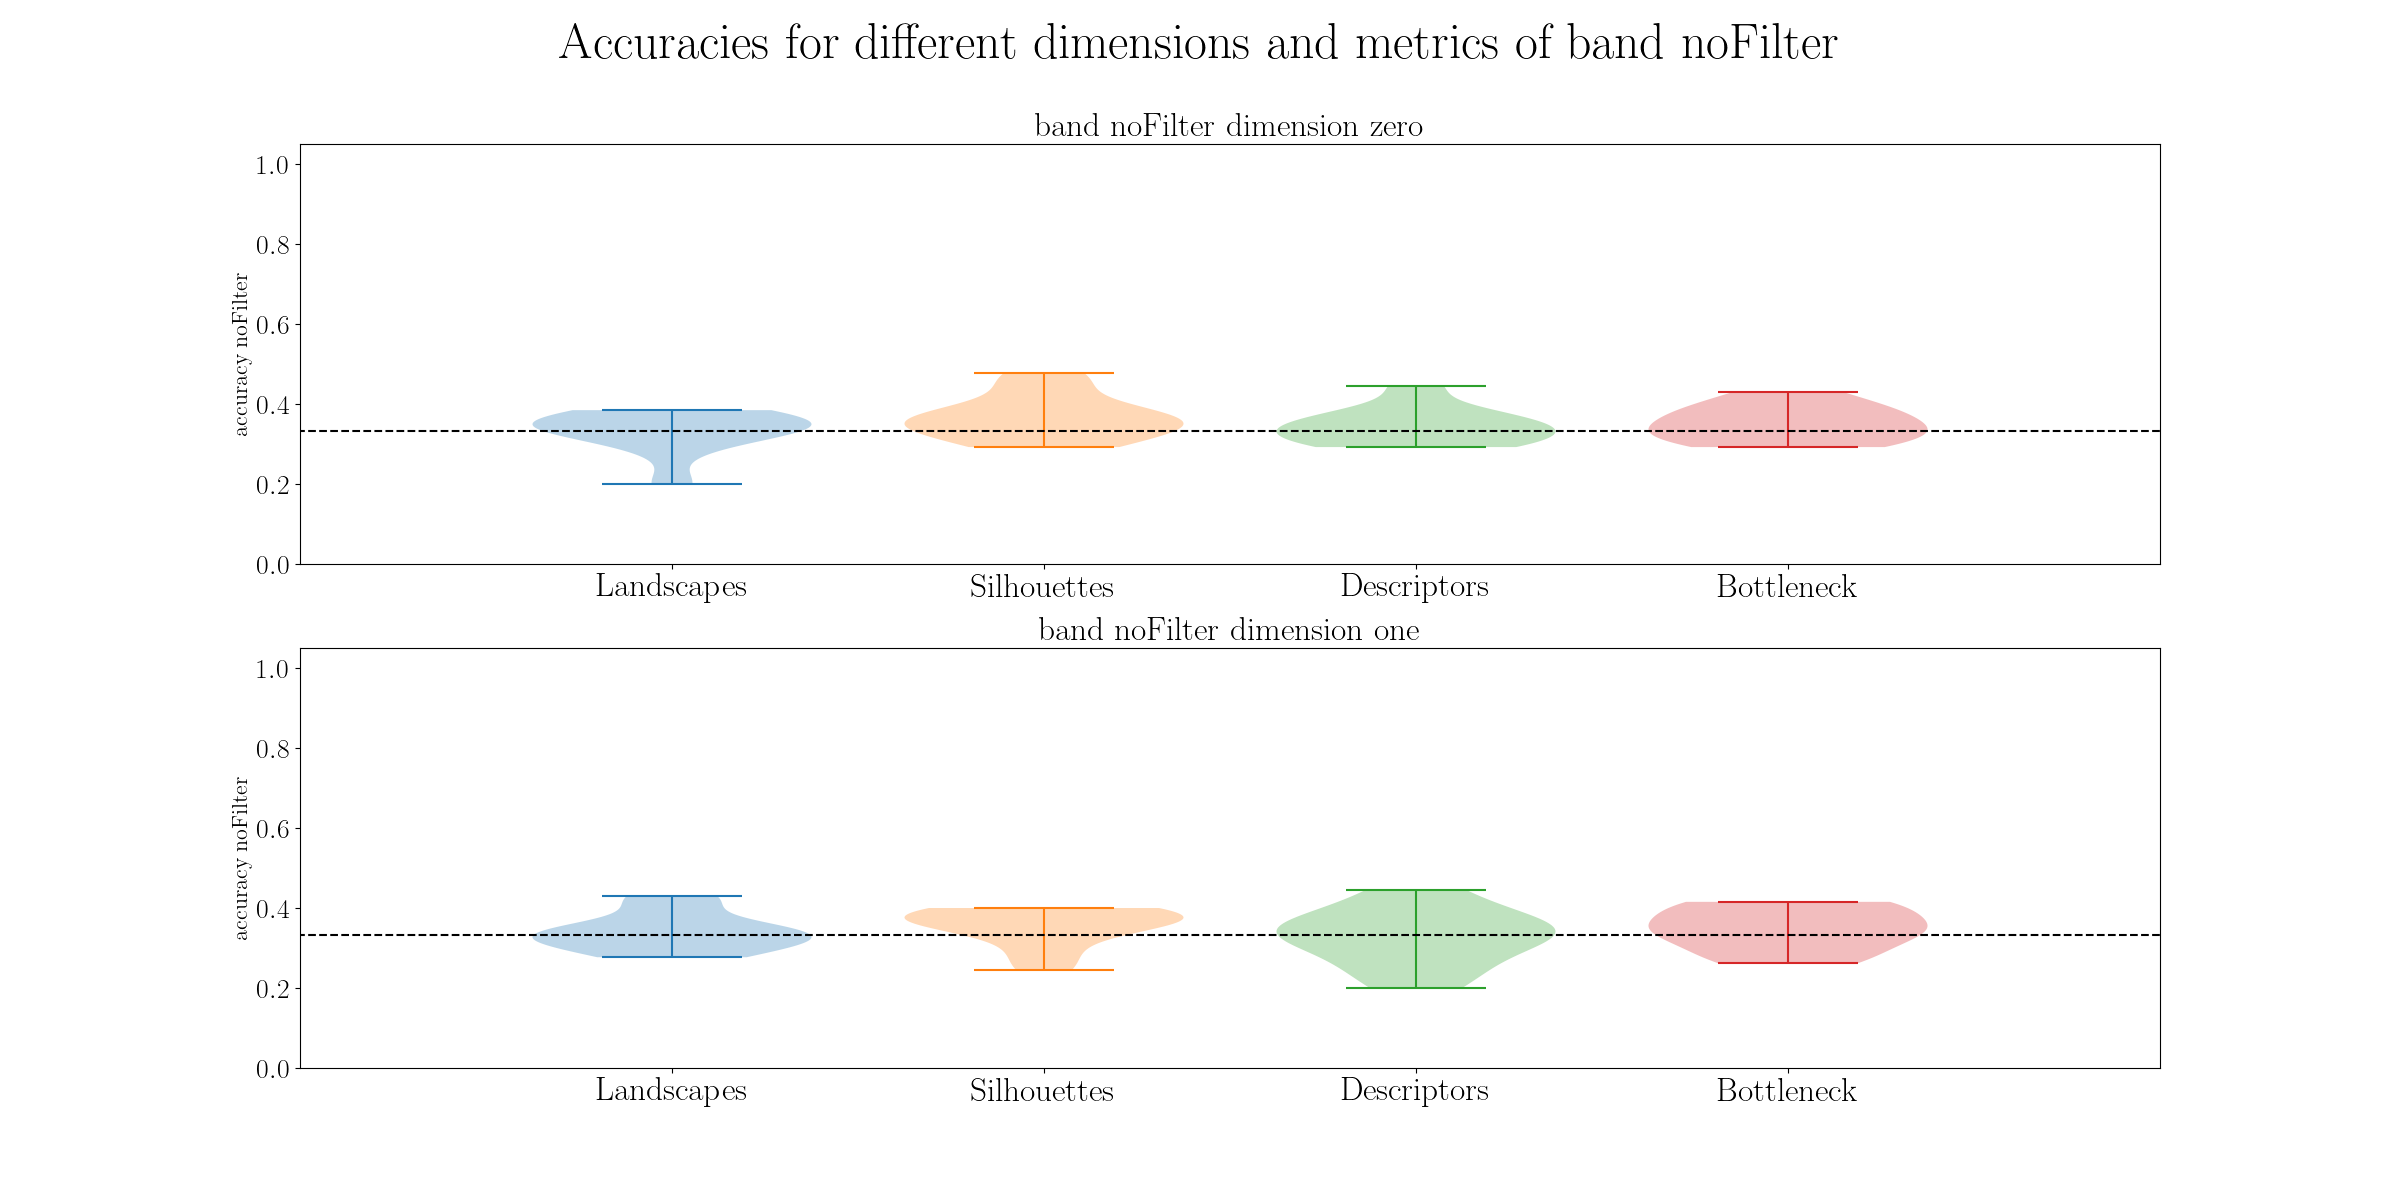 Accuracies for different dimensions and metrics of band noFilter
band noFilter dimension zero
accuracy noFilter
1.0
0.8
0.6
0.4
0.2
0.0
Landscapes Silhouettes Descriptors Bottleneck
band noFilter dimension one
accuracy noFilter
1.0
0.8
0.6
0.4
0.2
0.0
Landscapes Silhouettes Descriptors Bottleneck